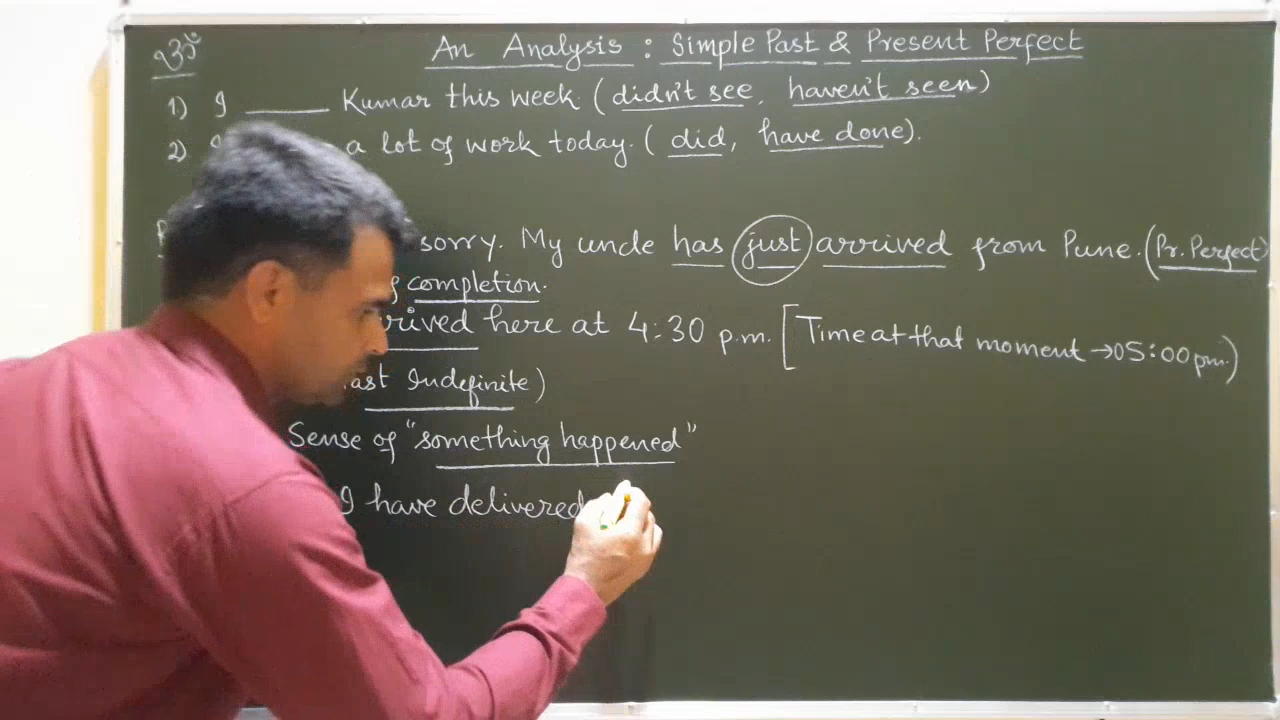 ॐ
An Analysis : Simple Past & Present Perfect
1) I ______ Kumar this week (didn't see, haven't seen)
2) a lot of work today. (did, have done).
sorry. My uncle has just arrived from Pune. (Pr. Perfect)
completion.
rived here at 4:30 p.m. [Time at that moment →05:00 p.m.)
ast Indefinite)
Sense of "something happened"
I have delivered